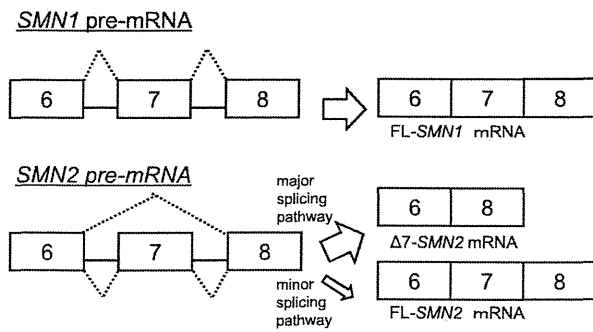 SMN1 pre-mRNA
6 7 8
6 7 8
FL-SMN1 mRNA
SMN2 pre-mRNA
major
splicing
pathway
6 8
Δ7-SMN2 mRNA
6 7 8
minor
splicing
pathway
6 7 8
FL-SMN2 mRNA